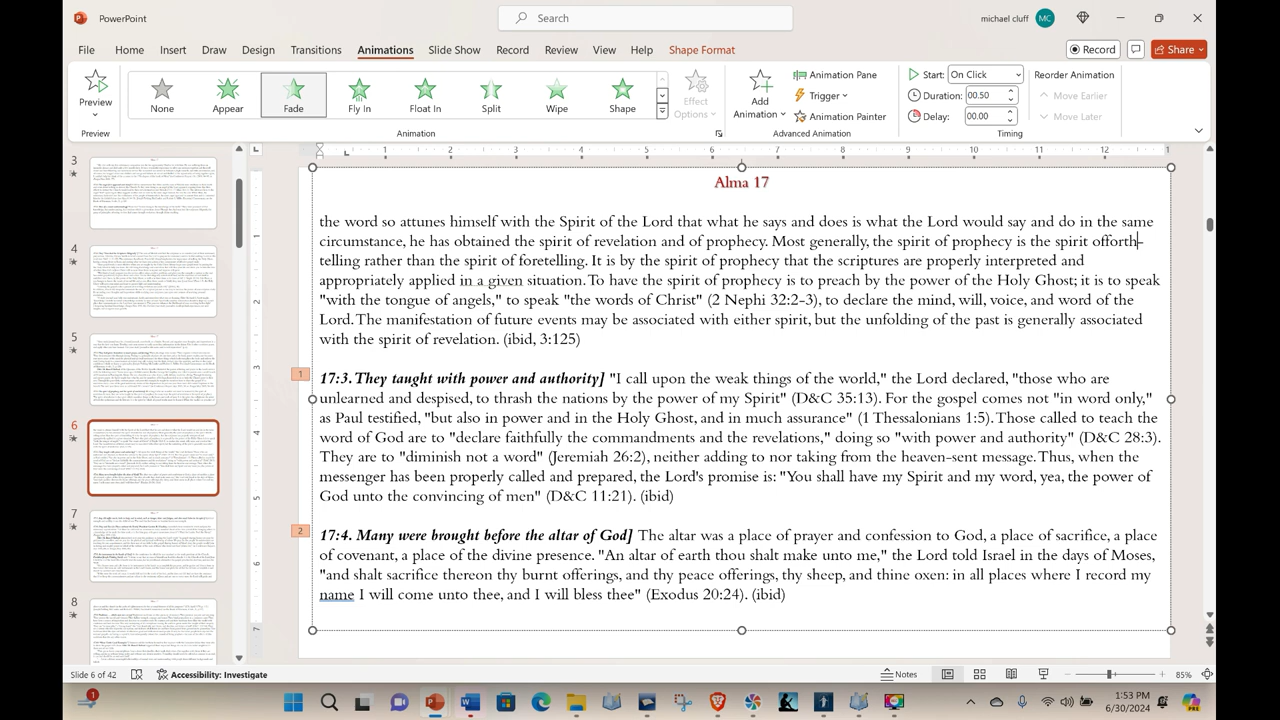 PowerPoint
Search
michael cluff
MC
File Home Insert Draw Design Transitions Animations Slide Show Record Review View Help Shape Format
Record
Share
Preview
None Appear Fade Fly In Float In Split Wipe Shape
Effect Options
Add Animation
Animation Pane
Trigger
Animation Painter
Start: On Click
Duration: 00.50
Delay: 00.00
Reorder Animation
Move Earlier
Move Later
Preview Animation Advanced Animation Timing
Alma 17
the word so attunes himself with the Spirit of the Lord that what he says and does is what the Lord would say and do in the same
circumstance, he has obtained the spirit of revelation and of prophecy. More generally, the spirit of prophecy is the spirit offorth-
telling rather than the spirit of foretelling. It is by the spirit of prophecy that the scriptures are properly interpreted and
appropriately applied in a given circumstance. It is by the spirit of prophecy that we speak by the power of the Holy Ghost; it is to speak
"with the tongue of angels," to speak "the words of Christ" (2 Nephi 32:2-3), to declare the mind, will, voice, and word of the
Lord. The manifestation of future events may be associated with either spirit, but the unfolding of the past is generally associated
with the spirit of revelation. (ibid p.125)
1
17:3. They taught with power and authority] "I call upon the weak things of the world," the Lord declared, "those who are
unlearned and despised, to thrash the nations by the power of my Spirit" (D&C 35:13). For the gospel comes not "in word only,"
as Paul testified, "but also in power, and in the Holy Ghost, and in much assurance" (1 Thessalonians 1:5). Those called to teach the
word of God are to "declare faith in the commandments and the revelations," doing so "with power and authority" (D&C 28:3).
They are to "diminish not a word" (Jeremiah 26:2), neither adding to nor taking from the heaven-sent message. Thus when the
messenger has been properly called and prepared, the Lord's promise is: "You shall have my Spirit and my word, yea, the power of
God unto the convincing of men" (D&C 11:21). (ibid)
17:4. Many were brought before the altar of God] The altar was a place of prayer and communion to God, a place of sacrifice, a place
of covenant, a place of the divine presence. "An altar of earth thou shalt make unto me," the Lord told Israel in the days of Moses,
"and shalt sacrifice thereon thy burnt offerings, and thy peace offerings, thy sheep, and thine oxen: in all places where I record my
name I will come unto thee, and I will bless thee" (Exodus 20:24). (ibid)
3
4
5
6
7
8
Slide 6 of 42
Accessibility: Investigate
Notes
85%
1:53 PM
6/30/2024